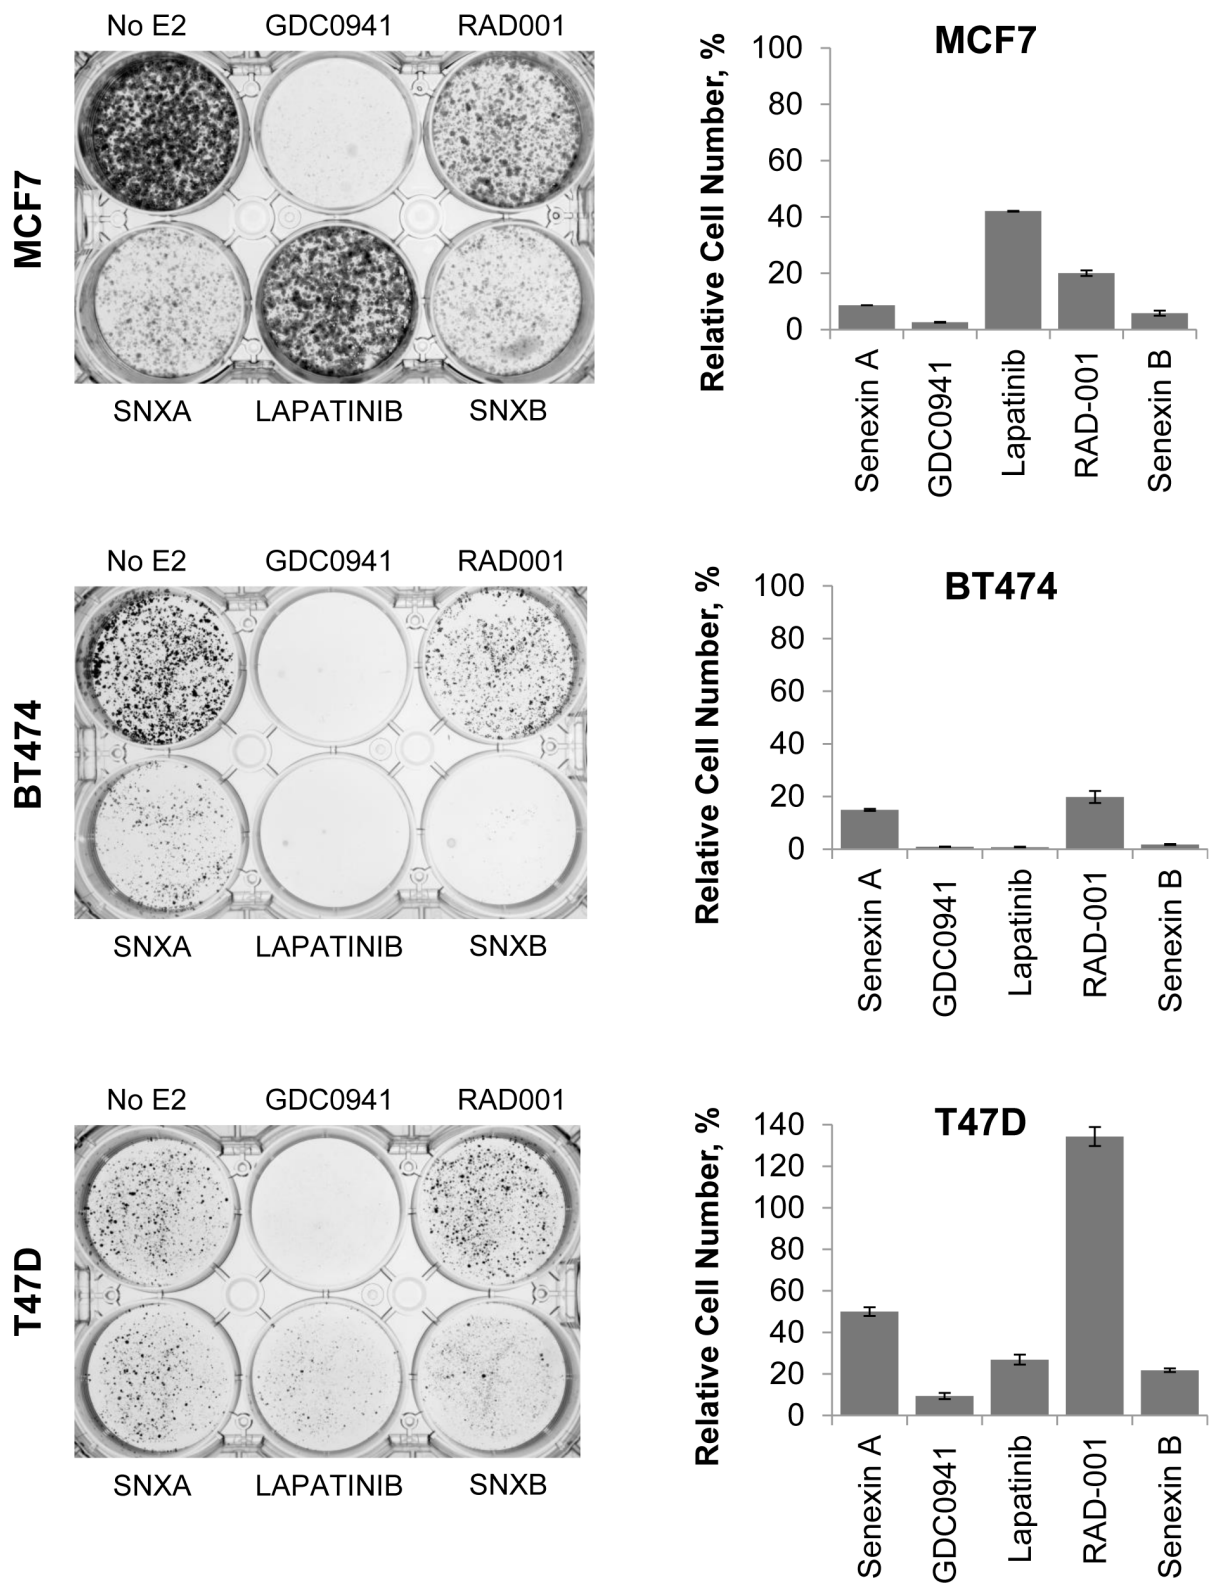 No E2 GDC0941 RAD001
MCF7
SNXA LAPATINIB SNXB
MCF7
Relative Cell Number, %
100
80
60
40
20
0
Senexin A
GDC0941
Lapatinib
RAD-001
Senexin B
No E2 GDC0941 RAD001
BT474
SNXA LAPATINIB SNXB
BT474
Relative Cell Number, %
100
80
60
40
20
0
Senexin A
GDC0941
Lapatinib
RAD-001
Senexin B
No E2 GDC0941 RAD001
T47D
SNXA LAPATINIB SNXB
T47D
Relative Cell Number, %
140
120
100
80
60
40
20
0
Senexin A
GDC0941
Lapatinib
RAD-001
Senexin B